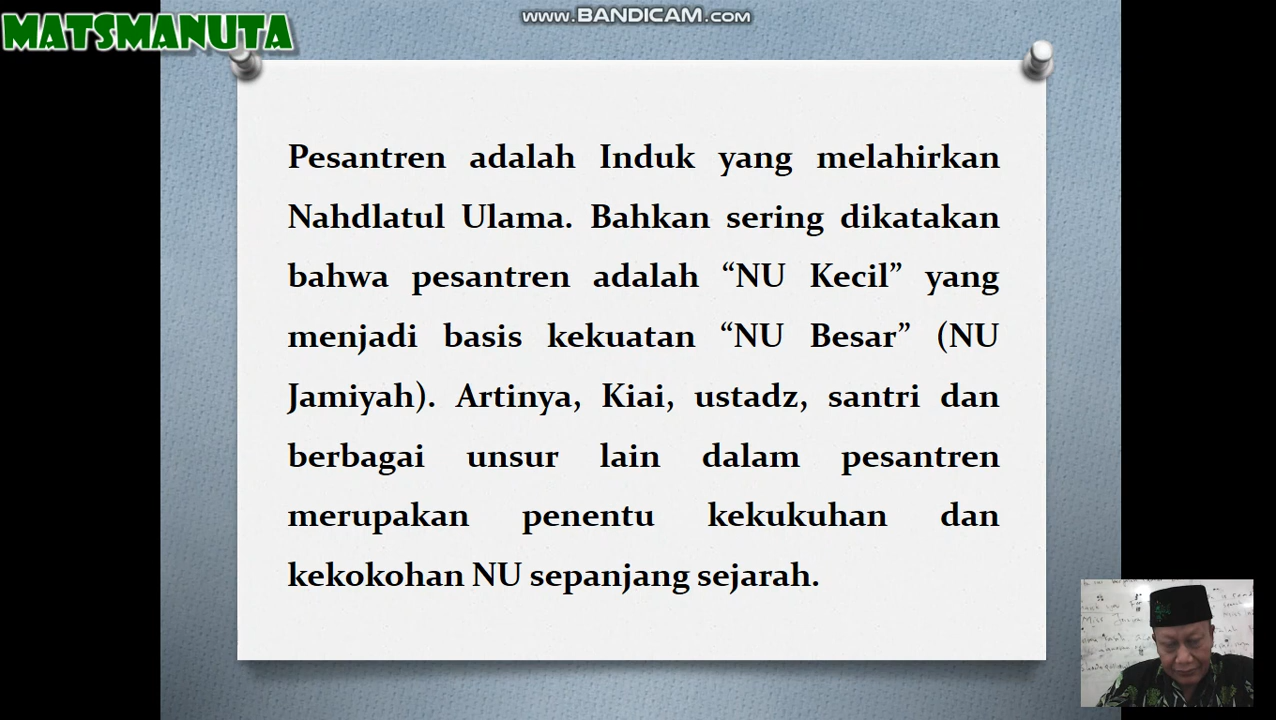 MATSMANUTA
www.BANDICAM.com
Pesantren adalah Induk yang melahirkan
Nahdlatul Ulama. Bahkan sering dikatakan
bahwa pesantren adalah “NU Kecil” yang
menjadi basis kekuatan “NU Besar” (NU
Jamiyah). Artinya, Kiai, ustadz, santri dan
berbagai unsur lain dalam pesantren
merupakan penentu kekukuhan dan
kekokohan NU sepanjang sejarah.